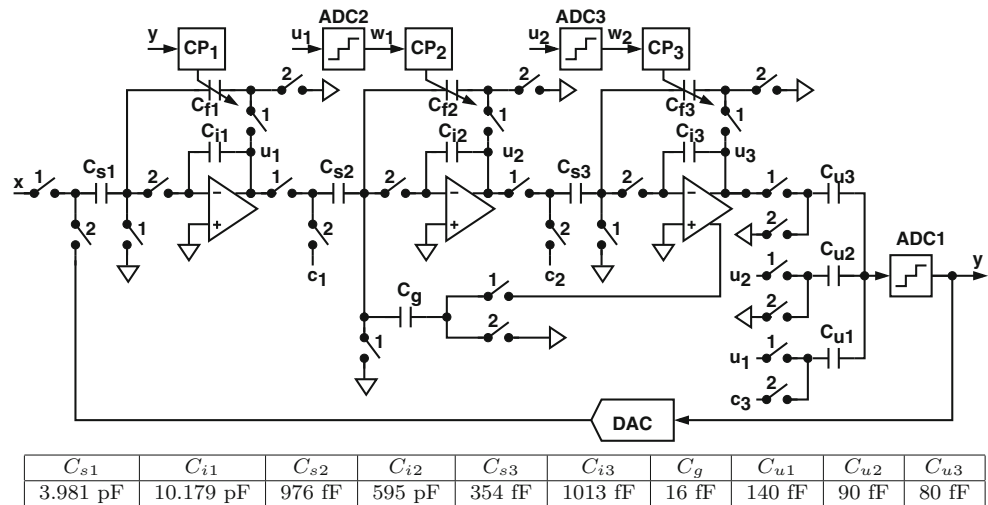 ADC2 ADC3
y CP1 u1 w1 CP2 u2 w2 CP3
2 2 2
Cf1 1 Cf2 1 Cf3 1
Ci1 u1 Ci2 u2 Ci3 u3
x 1 Cs1 2 − + 1 Cs2 2 − + 1 Cs3 2 − + 1 Cu3
2 1 2 2 1 2 ADC1
c1 c2 u2 1 Cu2 y
Cg 1 2
1 2 u1 1 Cu1
c3 2
DAC
Cs1 Ci1 Cs2 Ci2 Cs3 Ci3 Cg Cu1 Cu2 Cu3
3.981 pF 10.179 pF 976 fF 595 pF 354 fF 1013 fF 16 fF 140 fF 90 fF 80 fF